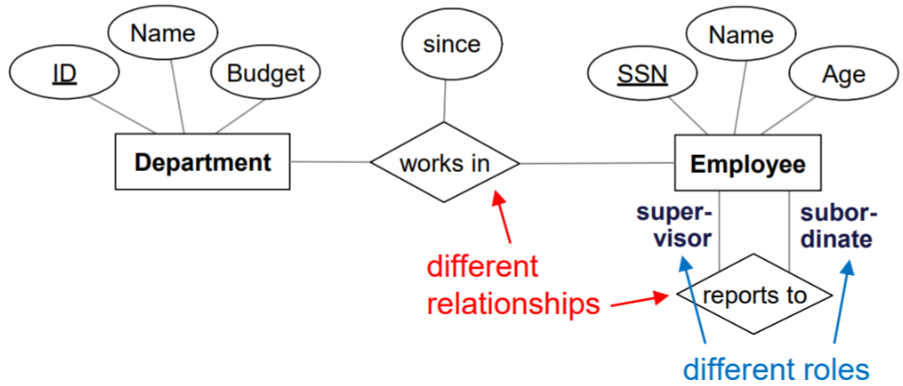 Name
since
Name
ID
Budget
SSN
Age
Department
works in
Employee
super-
visor
subor-
dinate
different
relationships
reports to
different roles